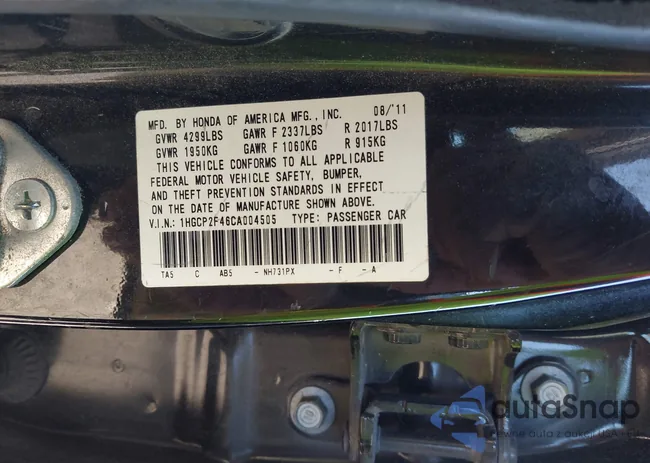 MFD. BY HONDA OF AMERICA MFG., INC. 08/'11
GVWR 4299LBS GAWR F 2337LBS R 2017LBS
GVWR 1950KG GAWR F 1060KG R 915KG
THIS VEHICLE CONFORMS TO ALL APPLICABLE
FEDERAL MOTOR VEHICLE SAFETY, BUMPER,
AND THEFT PREVENTION STANDARDS IN EFFECT
ON THE DATE OF MANUFACTURE SHOWN ABOVE.
V.I.N.: 1HGCP2F46CA004505 TYPE: PASSENGER CAR
TA5 C AB5 - NH731PX - F - A
autaSnap